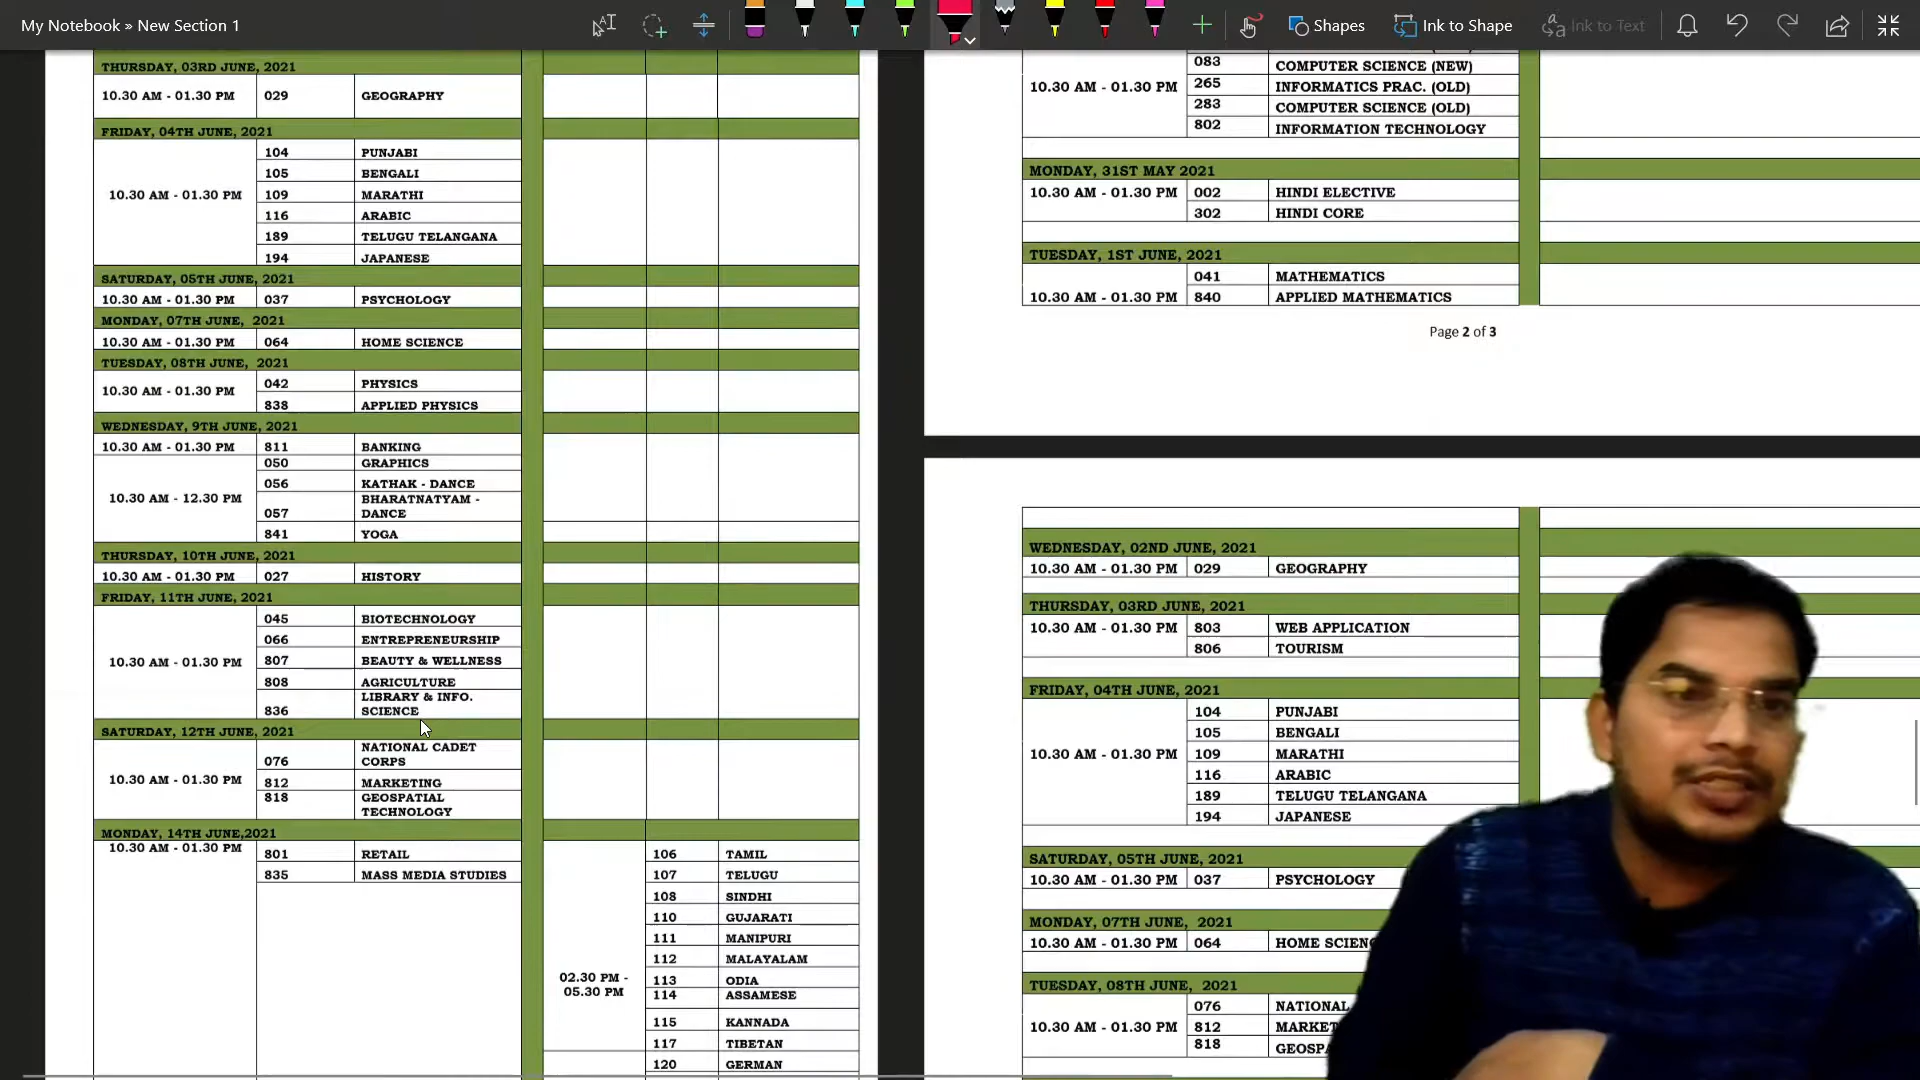 My Notebook » New Section 1
Shapes
Ink to Shape
Ink to Text
THURSDAY, 03RD JUNE, 2021
10.30 AM - 01.30 PM 029 GEOGRAPHY
FRIDAY, 04TH JUNE, 2021
104 PUNJABI
105 BENGALI
10.30 AM - 01.30 PM 109 MARATHI
116 ARABIC
189 TELUGU TELANGANA
194 JAPANESE
SATURDAY, 05TH JUNE, 2021
10.30 AM - 01.30 PM 037 PSYCHOLOGY
MONDAY, 07TH JUNE, 2021
10.30 AM - 01.30 PM 064 HOME SCIENCE
TUESDAY, 08TH JUNE, 2021
10.30 AM - 01.30 PM 042 PHYSICS
838 APPLIED PHYSICS
WEDNESDAY, 9TH JUNE, 2021
10.30 AM - 01.30 PM 811 BANKING
050 GRAPHICS
10.30 AM - 12.30 PM 056 KATHAK - DANCE
057 BHARATNATYAM -
DANCE
841 YOGA
THURSDAY, 10TH JUNE, 2021
10.30 AM - 01.30 PM 027 HISTORY
FRIDAY, 11TH JUNE, 2021
045 BIOTECHNOLOGY
066 ENTREPRENEURSHIP
10.30 AM - 01.30 PM 807 BEAUTY & WELLNESS
808 AGRICULTURE
836 LIBRARY & INFO.
SCIENCE
SATURDAY, 12TH JUNE, 2021
076 NATIONAL CADET
CORPS
10.30 AM - 01.30 PM 812 MARKETING
818 GEOSPATIAL
TECHNOLOGY
MONDAY, 14TH JUNE,2021
10.30 AM - 01.30 PM 801 RETAIL
835 MASS MEDIA STUDIES
106 TAMIL
107 TELUGU
108 SINDHI
110 GUJARATI
111 MANIPURI
112 MALAYALAM
02.30 PM -
05.30 PM
113 ODIA
114 ASSAMESE
115 KANNADA
117 TIBETAN
120 GERMAN
083 COMPUTER SCIENCE (NEW)
10.30 AM - 01.30 PM 265 INFORMATICS PRAC. (OLD)
283 COMPUTER SCIENCE (OLD)
802 INFORMATION TECHNOLOGY
MONDAY, 31ST MAY 2021
10.30 AM - 01.30 PM 002 HINDI ELECTIVE
302 HINDI CORE
TUESDAY, 1ST JUNE, 2021
041 MATHEMATICS
10.30 AM - 01.30 PM 840 APPLIED MATHEMATICS
Page 2 of 3
WEDNESDAY, 02ND JUNE, 2021
10.30 AM - 01.30 PM 029 GEOGRAPHY
THURSDAY, 03RD JUNE, 2021
10.30 AM - 01.30 PM 803 WEB APPLICATION
806 TOURISM
FRIDAY, 04TH JUNE, 2021
104 PUNJABI
105 BENGALI
10.30 AM - 01.30 PM 109 MARATHI
116 ARABIC
189 TELUGU TELANGANA
194 JAPANESE
SATURDAY, 05TH JUNE, 2021
10.30 AM - 01.30 PM 037 PSYCHOLOGY
MONDAY, 07TH JUNE, 2021
10.30 AM - 01.30 PM 064 HOME SCIENC
TUESDAY, 08TH JUNE, 2021
076 NATIONAL
10.30 AM - 01.30 PM 812 MARKET
818 GEOSPA